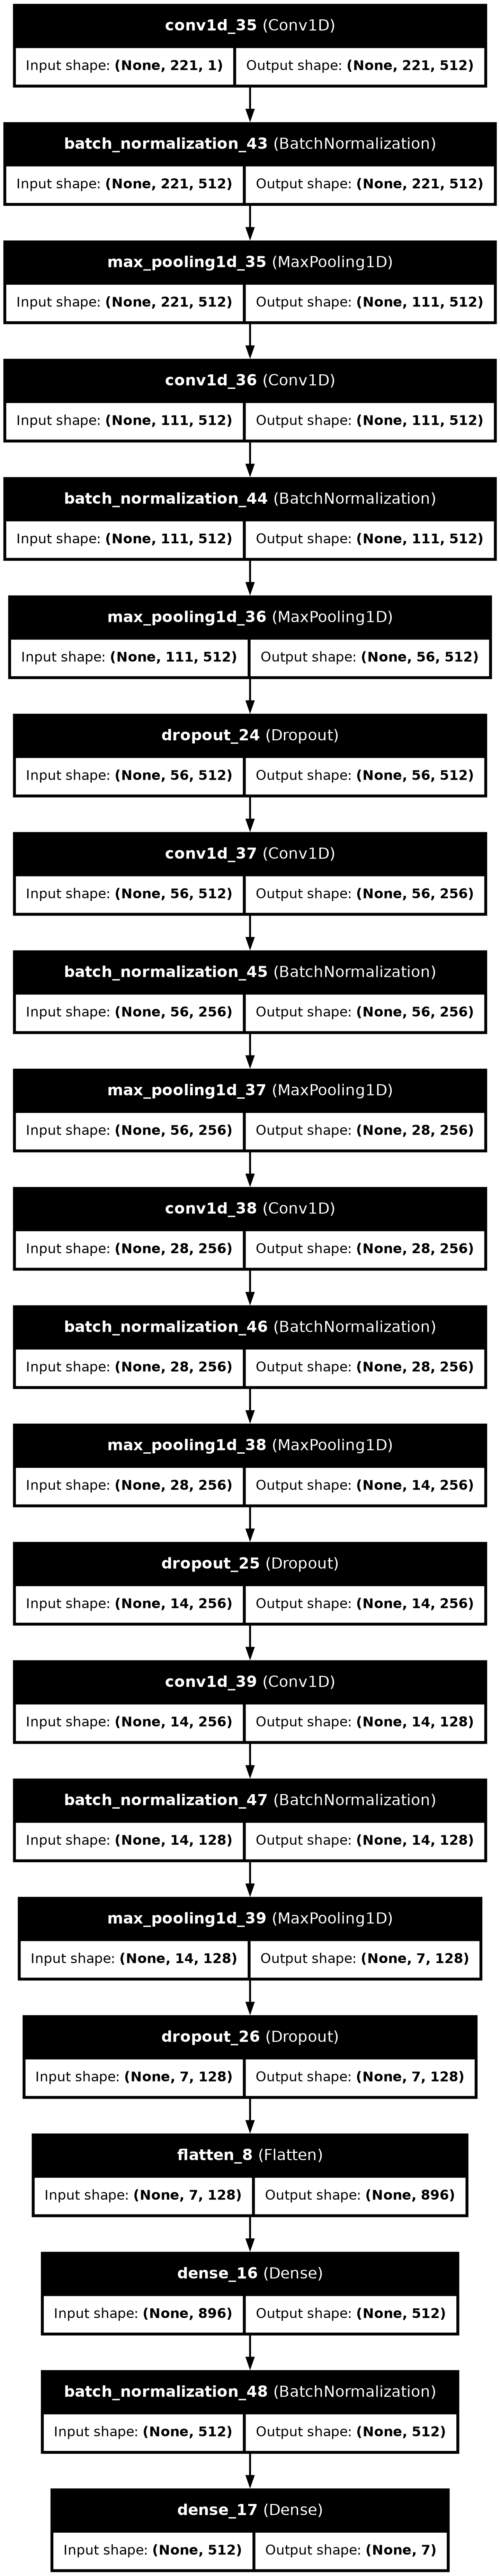 conv1d_35 (Conv1D)
Input shape: (None, 221, 1) Output shape: (None, 221, 512)
batch_normalization_43 (BatchNormalization)
Input shape: (None, 221, 512) Output shape: (None, 221, 512)
max_pooling1d_35 (MaxPooling1D)
Input shape: (None, 221, 512) Output shape: (None, 111, 512)
conv1d_36 (Conv1D)
Input shape: (None, 111, 512) Output shape: (None, 111, 512)
batch_normalization_44 (BatchNormalization)
Input shape: (None, 111, 512) Output shape: (None, 111, 512)
max_pooling1d_36 (MaxPooling1D)
Input shape: (None, 111, 512) Output shape: (None, 56, 512)
dropout_24 (Dropout)
Input shape: (None, 56, 512) Output shape: (None, 56, 512)
conv1d_37 (Conv1D)
Input shape: (None, 56, 512) Output shape: (None, 56, 256)
batch_normalization_45 (BatchNormalization)
Input shape: (None, 56, 256) Output shape: (None, 56, 256)
max_pooling1d_37 (MaxPooling1D)
Input shape: (None, 56, 256) Output shape: (None, 28, 256)
conv1d_38 (Conv1D)
Input shape: (None, 28, 256) Output shape: (None, 28, 256)
batch_normalization_46 (BatchNormalization)
Input shape: (None, 28, 256) Output shape: (None, 28, 256)
max_pooling1d_38 (MaxPooling1D)
Input shape: (None, 28, 256) Output shape: (None, 14, 256)
dropout_25 (Dropout)
Input shape: (None, 14, 256) Output shape: (None, 14, 256)
conv1d_39 (Conv1D)
Input shape: (None, 14, 256) Output shape: (None, 14, 128)
batch_normalization_47 (BatchNormalization)
Input shape: (None, 14, 128) Output shape: (None, 14, 128)
max_pooling1d_39 (MaxPooling1D)
Input shape: (None, 14, 128) Output shape: (None, 7, 128)
dropout_26 (Dropout)
Input shape: (None, 7, 128) Output shape: (None, 7, 128)
flatten_8 (Flatten)
Input shape: (None, 7, 128) Output shape: (None, 896)
dense_16 (Dense)
Input shape: (None, 896) Output shape: (None, 512)
batch_normalization_48 (BatchNormalization)
Input shape: (None, 512) Output shape: (None, 512)
dense_17 (Dense)
Input shape: (None, 512) Output shape: (None, 7)